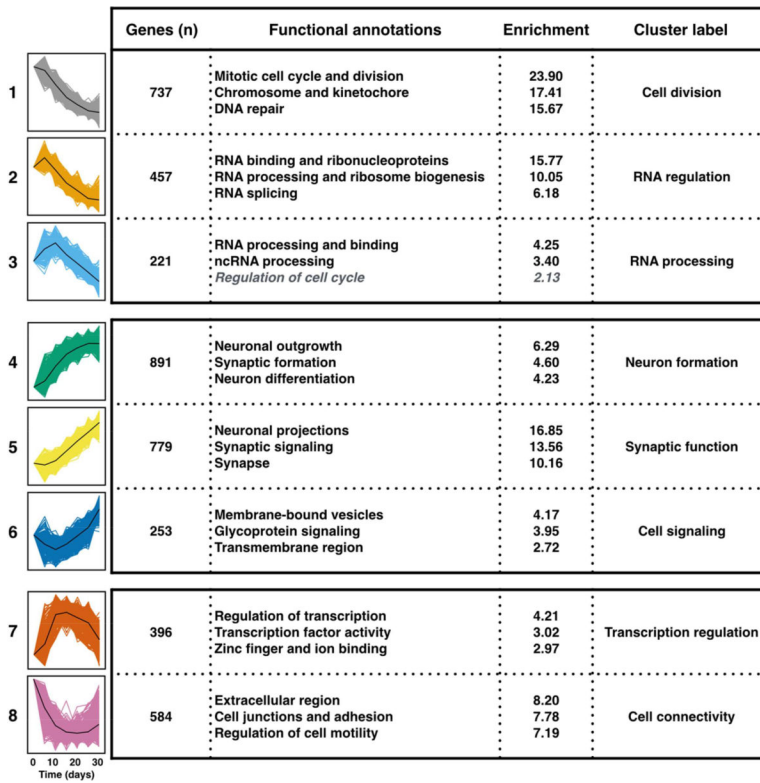 Genes (n) Functional annotations Enrichment Cluster label
Mitotic cell cycle and division 23.90
1 737 Chromosome and kinetochore 17.41 Cell division
DNA repair 15.67
RNA binding and ribonucleoproteins 15.77
2 457 RNA processing and ribosome biogenesis 10.05 RNA regulation
RNA splicing 6.18
RNA processing and binding 4.25
3 221 ncRNA processing 3.40 RNA processing
Regulation of cell cycle 2.13
Neuronal outgrowth 6.29
4 891 Synaptic formation 4.60 Neuron formation
Neuron differentiation 4.23
Neuronal projections 16.85
5 779 Synaptic signaling 13.56 Synaptic function
Synapse 10.16
Membrane-bound vesicles 4.17
6 253 Glycoprotein signaling 3.95 Cell signaling
Transmembrane region 2.72
Regulation of transcription 4.21
7 396 Transcription factor activity 3.02 Transcription regulation
Zinc finger and ion binding 2.97
Extracellular region 8.20
8 584 Cell junctions and adhesion 7.78 Cell connectivity
Regulation of cell motility 7.19
0 10 20 30
Time (days)